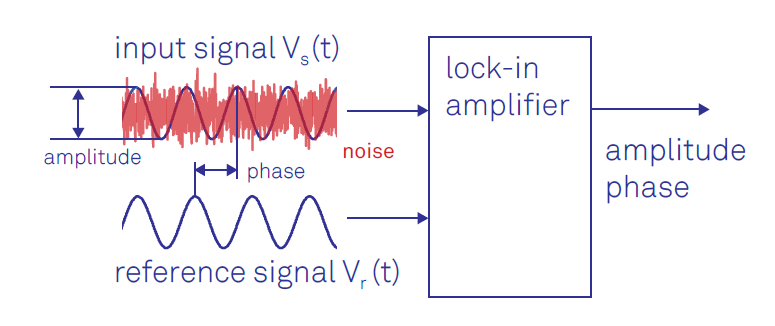 input signal Vs(t)
lock-in
amplifier
amplitude
noise
phase
amplitude
phase
reference signal Vr(t)